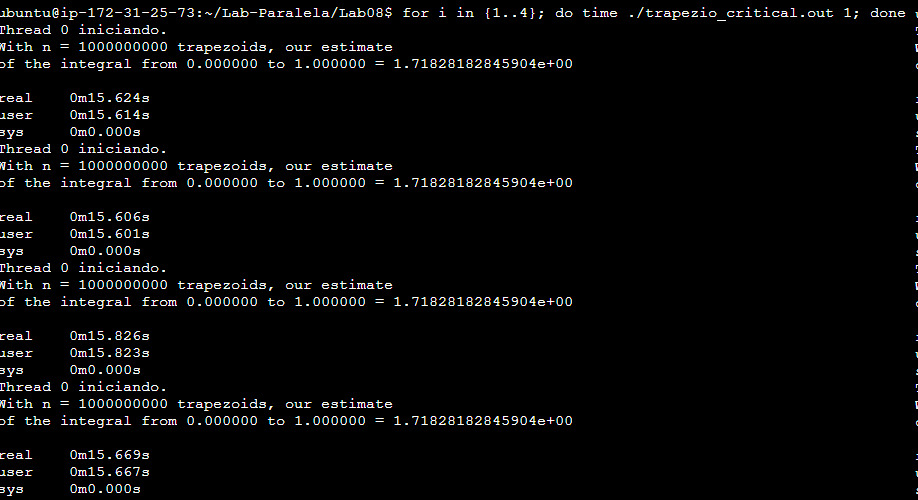 ubuntu@ip-172-31-25-73:~/Lab-Paralela/Lab08$ for i in {1..4}; do time ./trapezio_critical.out 1; done
Thread 0 iniciando.
With n = 1000000000 trapezoids, our estimate
of the integral from 0.000000 to 1.000000 = 1.71828182845904e+00

real    0m15.624s
user    0m15.614s
sys     0m0.000s
Thread 0 iniciando.
With n = 1000000000 trapezoids, our estimate
of the integral from 0.000000 to 1.000000 = 1.71828182845904e+00

real    0m15.606s
user    0m15.601s
sys     0m0.000s
Thread 0 iniciando.
With n = 1000000000 trapezoids, our estimate
of the integral from 0.000000 to 1.000000 = 1.71828182845904e+00

real    0m15.826s
user    0m15.823s
sys     0m0.000s
Thread 0 iniciando.
With n = 1000000000 trapezoids, our estimate
of the integral from 0.000000 to 1.000000 = 1.71828182845904e+00

real    0m15.669s
user    0m15.667s
sys     0m0.000s